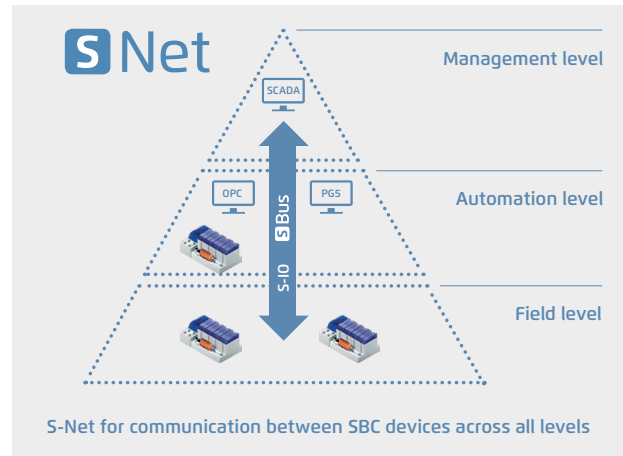 S Net
Management level
SCADA
OPC
PG5
Automation level
S-IO S Bus
Field level
S-Net for communication between SBC devices across all levels